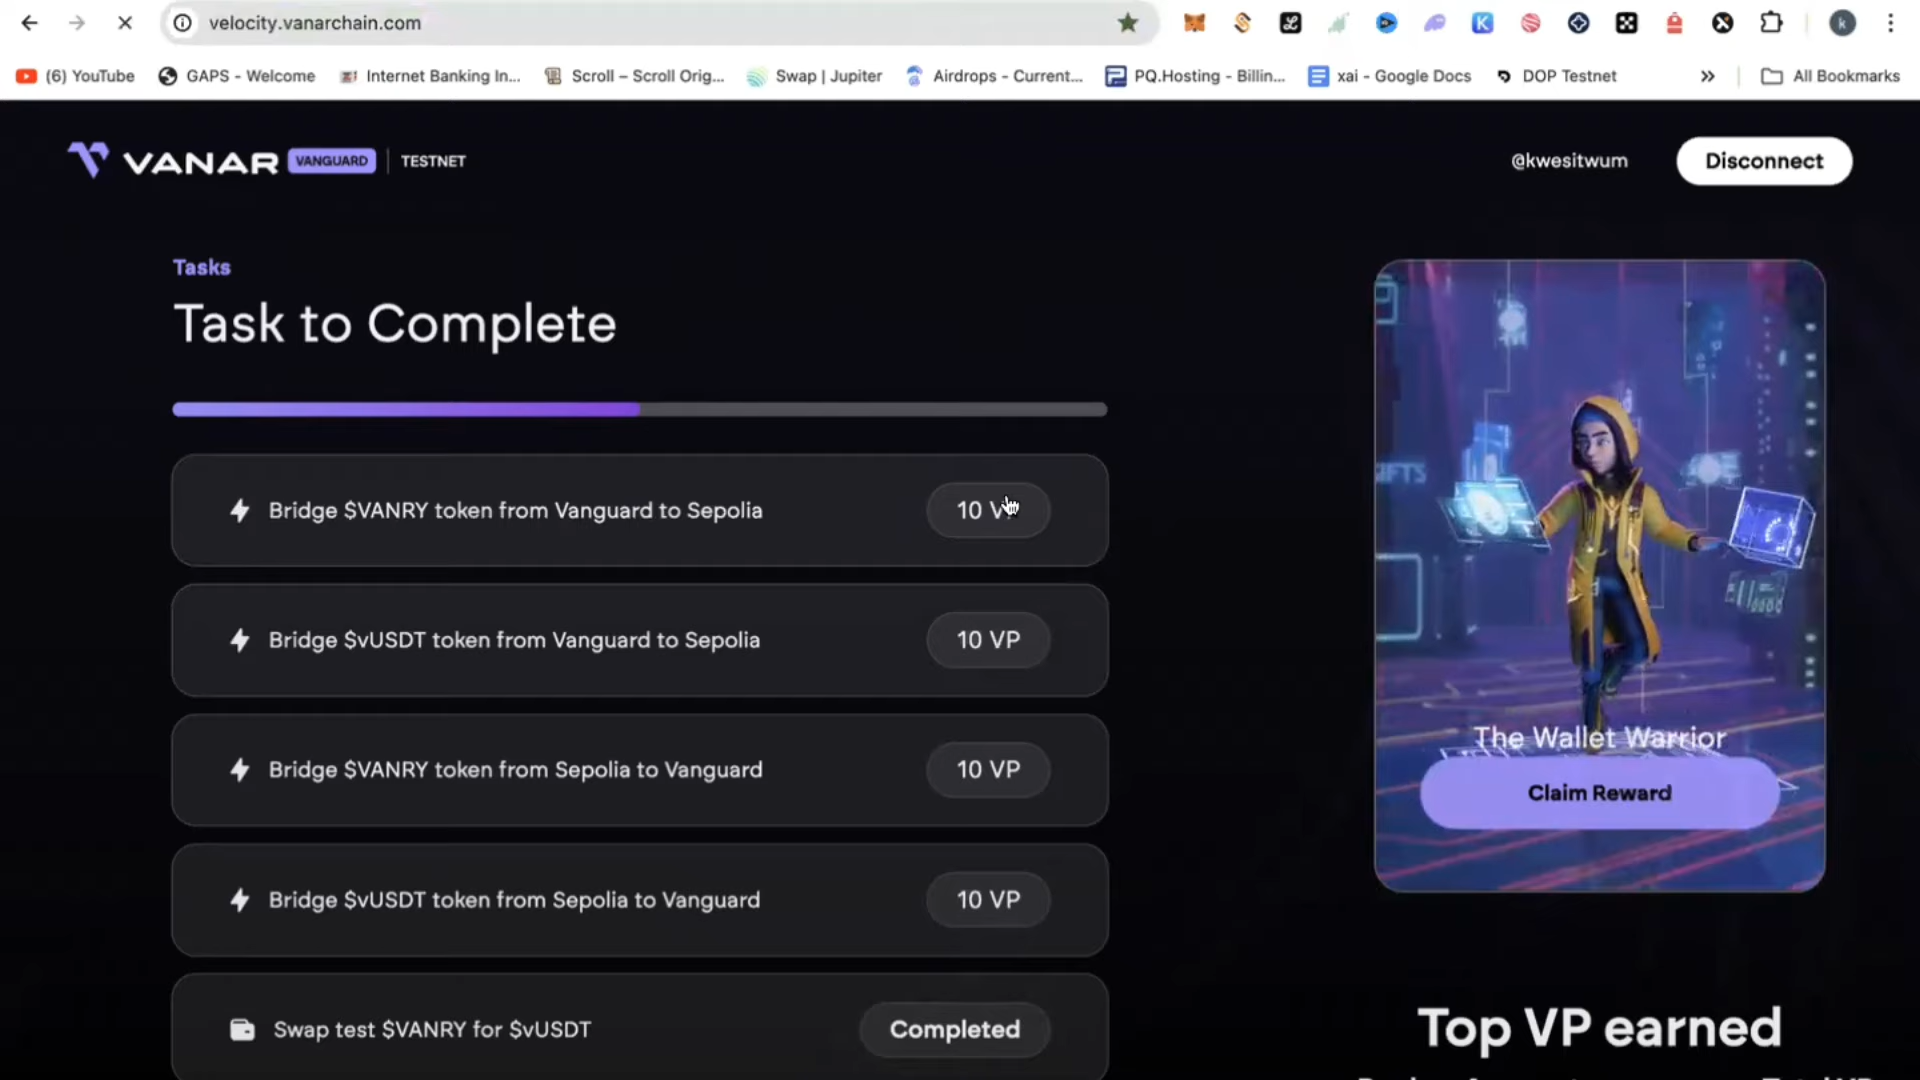 velocity.vanarchain.com
k
(6) YouTube
GAPS - Welcome
Internet Banking In...
Scroll – Scroll Orig...
Swap | Jupiter
Airdrops - Current...
PQ.Hosting - Billin...
xai - Google Docs
DOP Testnet
»
All Bookmarks
VANAR VANGUARD | TESTNET
@kwesitwum
Disconnect
Tasks
Task to Complete
Bridge $VANRY token from Vanguard to Sepolia
10 VP
Bridge $vUSDT token from Vanguard to Sepolia
10 VP
Bridge $VANRY token from Sepolia to Vanguard
10 VP
Bridge $vUSDT token from Sepolia to Vanguard
10 VP
Swap test $VANRY for $vUSDT
Completed
GIFTS
The Wallet Warrior
Claim Reward
Top VP earned